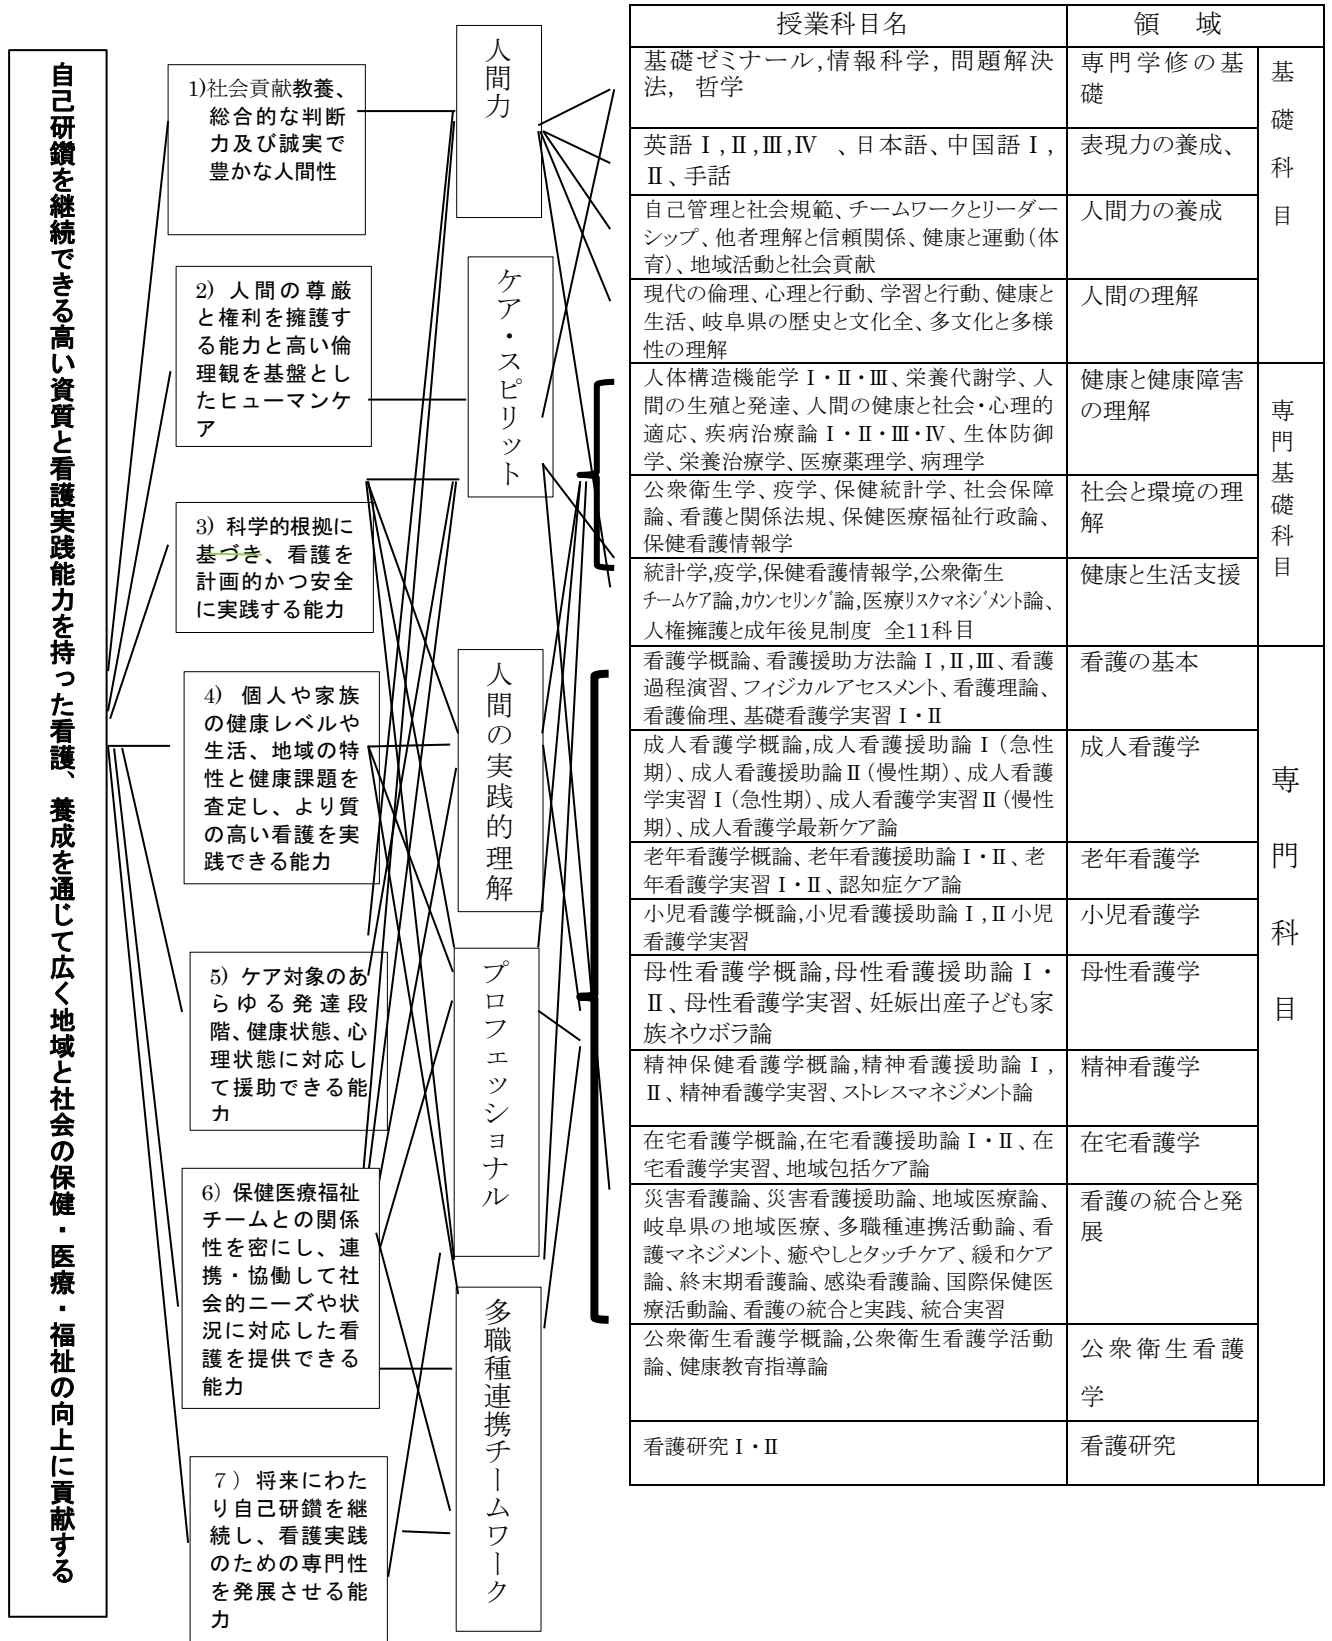 自己研鑽を継続できる高い資質と看護実践能力を持った看護、養成を通じて広く地域と社会の保健・医療・福祉の向上に貢献する
1)社会貢献教養、
総合的な判断
力及び誠実で
豊かな人間性
2) 人間の尊厳
と権利を擁護す
る能力と高い倫
理観を基盤とし
たヒューマンケ
ア
3) 科学的根拠に
基づき、看護を
計画的かつ安全
に実践する能力
4) 個人や家族
の健康レベルや
生活、地域の特
性と健康課題を
査定し、より質
の高い看護を実
践できる能力
5) ケア対象のあ
らゆる発達段
階、健康状態、心
理状態に対応し
て援助できる能
力
6) 保健医療福祉
チームとの関係
性を密にし、連
携・協働して社
会的ニーズや状
況に対応した看
護を提供できる
能力
7) 将来にわた
り自己研鑽を継
続し、看護実践
のための専門性
を発展させる能
力
人間力
ケア・スピリット
人間の実践的理解
プロフェッショナル
多職種連携チームワーク
授業科目名
領 域
基礎ゼミナール,情報科学, 問題解決
法, 哲学
専門学修の基
礎
基礎科目
英語Ⅰ,Ⅱ,Ⅲ,Ⅳ 、日本語、中国語Ⅰ,
Ⅱ、手話
表現力の養成、
自己管理と社会規範、チームワークとリーダー
シップ、他者理解と信頼関係、健康と運動(体
育)、地域活動と社会貢献
人間力の養成
現代の倫理、心理と行動、学習と行動、健康と
生活、岐阜県の歴史と文化全、多文化と多様
性の理解
人間の理解
人体構造機能学Ⅰ・Ⅱ・Ⅲ、栄養代謝学、人
間の生殖と発達、人間の健康と社会・心理的
適応、疾病治療論Ⅰ・Ⅱ・Ⅲ・Ⅳ、生体防御
学、栄養治療学、医療薬理学、病理学
健康と健康障害
の理解
専門基礎科目
公衆衛生学、疫学、保健統計学、社会保障
論、看護と関係法規、保健医療福祉行政論、
保健看護情報学
社会と環境の理
解
統計学,疫学,保健看護情報学,公衆衛生
チームケア論,カウンセリング論,医療リスクマネジメント論、
人権擁護と成年後見制度 全11科目
健康と生活支援
看護学概論、看護援助方法論Ⅰ,Ⅱ,Ⅲ、看護
過程演習、フィジカルアセスメント、看護理論、
看護倫理、基礎看護学実習Ⅰ・Ⅱ
看護の基本
専門科目
成人看護学概論,成人看護援助論Ⅰ(急性
期)、成人看護援助論Ⅱ(慢性期)、成人看護
学実習Ⅰ(急性期)、成人看護学実習Ⅱ(慢性
期)、成人看護学最新ケア論
成人看護学
老年看護学概論、老年看護援助論Ⅰ・Ⅱ、老
年看護学実習Ⅰ・Ⅱ、認知症ケア論
老年看護学
小児看護学概論,小児看護援助論Ⅰ,Ⅱ小児
看護学実習
小児看護学
母性看護学概論,母性看護援助論Ⅰ・
Ⅱ、母性看護学実習、妊娠出産子ども家
族ネウボラ論
母性看護学
精神保健看護学概論,精神看護援助論Ⅰ,
Ⅱ、精神看護学実習、ストレスマネジメント論
精神看護学
在宅看護学概論,在宅看護援助論Ⅰ・Ⅱ、在
宅看護学実習、地域包括ケア論
在宅看護学
災害看護論、災害看護援助論、地域医療論、
岐阜県の地域医療、多職種連携活動論、看
護マネジメント、癒やしとタッチケア、緩和ケア
論、終末期看護論、感染看護論、国際保健医
療活動論、看護の統合と実践、統合実習
看護の統合と発
展
公衆衛生看護学概論,公衆衛生看護学活動
論、健康教育指導論
公衆衛生看護
学
看護研究Ⅰ・Ⅱ
看護研究